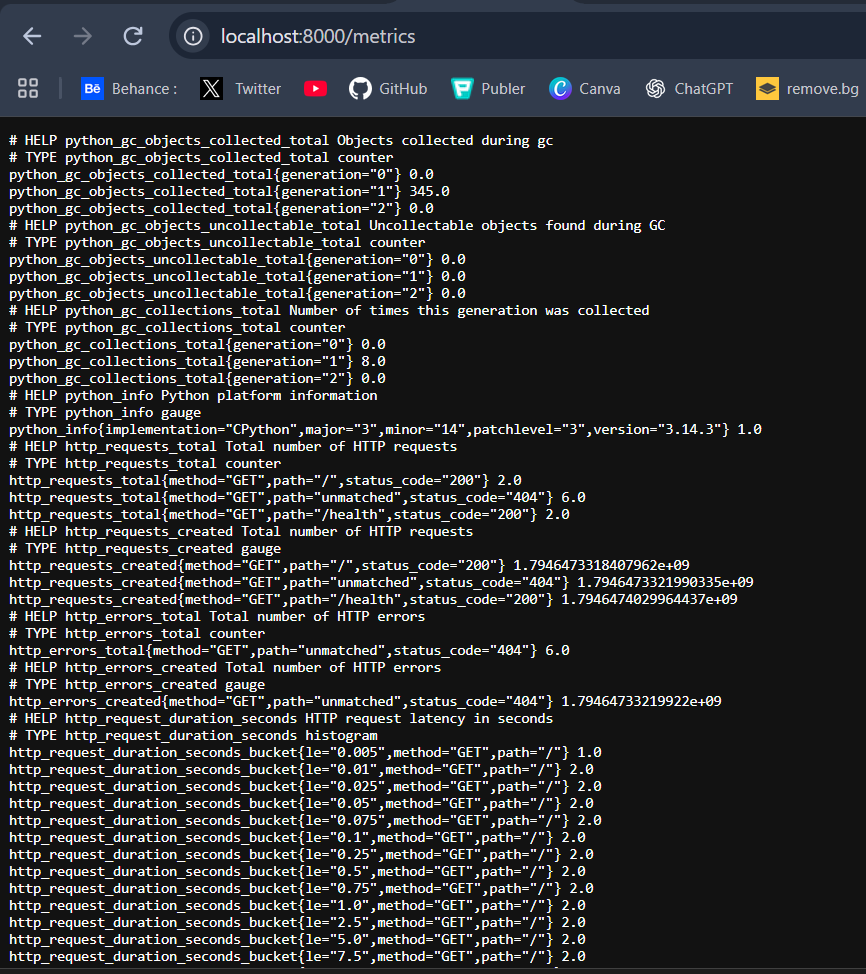 localhost:8000/metrics
Bē Behance : X Twitter GitHub Publer Canva ChatGPT remove.bg
# HELP python_gc_objects_collected_total Objects collected during gc
# TYPE python_gc_objects_collected_total counter
python_gc_objects_collected_total{generation="0"} 0.0
python_gc_objects_collected_total{generation="1"} 345.0
python_gc_objects_collected_total{generation="2"} 0.0
# HELP python_gc_objects_uncollectable_total Uncollectable objects found during GC
# TYPE python_gc_objects_uncollectable_total counter
python_gc_objects_uncollectable_total{generation="0"} 0.0
python_gc_objects_uncollectable_total{generation="1"} 0.0
python_gc_objects_uncollectable_total{generation="2"} 0.0
# HELP python_gc_collections_total Number of times this generation was collected
# TYPE python_gc_collections_total counter
python_gc_collections_total{generation="0"} 0.0
python_gc_collections_total{generation="1"} 8.0
python_gc_collections_total{generation="2"} 0.0
# HELP python_info Python platform information
# TYPE python_info gauge
python_info{implementation="CPython",major="3",minor="14",patchlevel="3",version="3.14.3"} 1.0
# HELP http_requests_total Total number of HTTP requests
# TYPE http_requests_total counter
http_requests_total{method="GET",path="/",status_code="200"} 2.0
http_requests_total{method="GET",path="unmatched",status_code="404"} 6.0
http_requests_total{method="GET",path="/health",status_code="200"} 2.0
# HELP http_requests_created Total number of HTTP requests
# TYPE http_requests_created gauge
http_requests_created{method="GET",path="/",status_code="200"} 1.7946473318407962e+09
http_requests_created{method="GET",path="unmatched",status_code="404"} 1.7946473321990335e+09
http_requests_created{method="GET",path="/health",status_code="200"} 1.7946474029964437e+09
# HELP http_errors_total Total number of HTTP errors
# TYPE http_errors_total counter
http_errors_total{method="GET",path="unmatched",status_code="404"} 6.0
# HELP http_errors_created Total number of HTTP errors
# TYPE http_errors_created gauge
http_errors_created{method="GET",path="unmatched",status_code="404"} 1.79464733219922e+09
# HELP http_request_duration_seconds HTTP request latency in seconds
# TYPE http_request_duration_seconds histogram
http_request_duration_seconds_bucket{le="0.005",method="GET",path="/"} 1.0
http_request_duration_seconds_bucket{le="0.01",method="GET",path="/"} 2.0
http_request_duration_seconds_bucket{le="0.025",method="GET",path="/"} 2.0
http_request_duration_seconds_bucket{le="0.05",method="GET",path="/"} 2.0
http_request_duration_seconds_bucket{le="0.075",method="GET",path="/"} 2.0
http_request_duration_seconds_bucket{le="0.1",method="GET",path="/"} 2.0
http_request_duration_seconds_bucket{le="0.25",method="GET",path="/"} 2.0
http_request_duration_seconds_bucket{le="0.5",method="GET",path="/"} 2.0
http_request_duration_seconds_bucket{le="0.75",method="GET",path="/"} 2.0
http_request_duration_seconds_bucket{le="1.0",method="GET",path="/"} 2.0
http_request_duration_seconds_bucket{le="2.5",method="GET",path="/"} 2.0
http_request_duration_seconds_bucket{le="5.0",method="GET",path="/"} 2.0
http_request_duration_seconds_bucket{le="7.5",method="GET",path="/"} 2.0